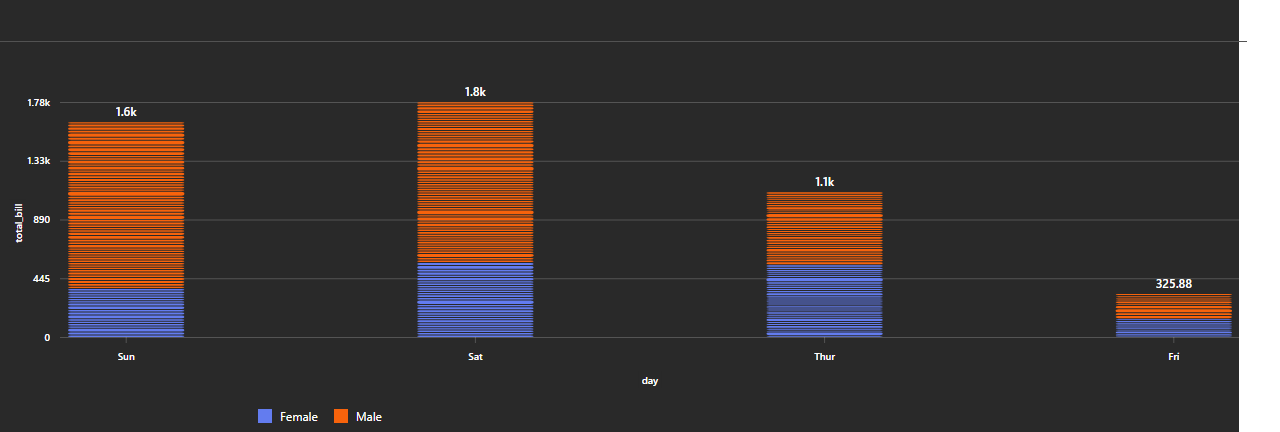 1.8k
1.78k
1.6k
1.33k
1.1k
890
total_bill
445
325.88
0
Sun Sat Thur Fri
day
Female Male